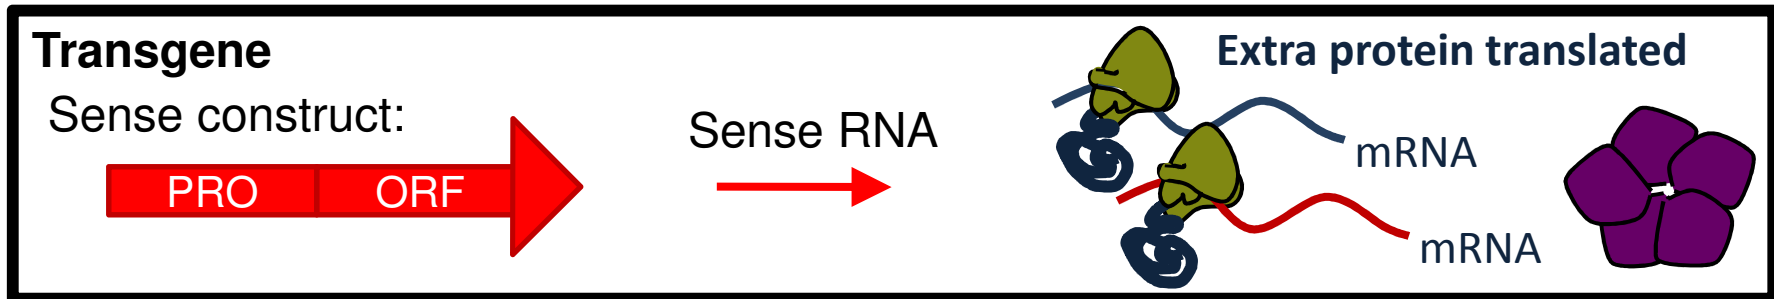 Transgene
Sense construct:
PRO ORF
Sense RNA
Extra protein translated
mRNA
mRNA